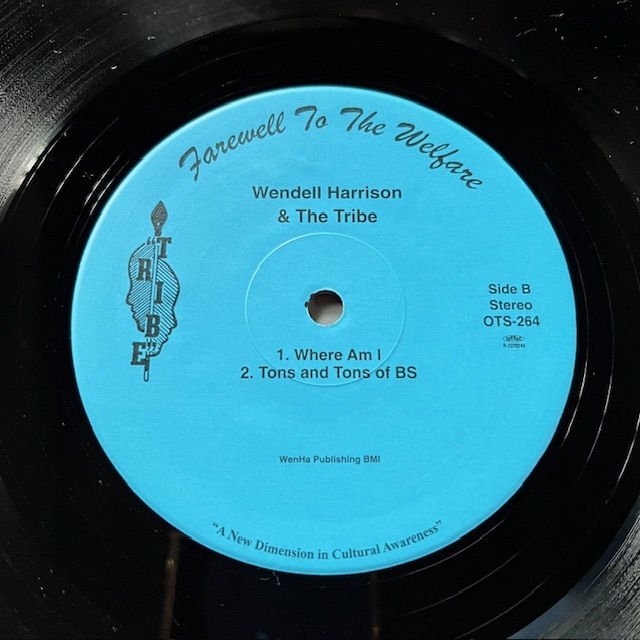 Farewell To The Welfare
Wendell Harrison
& The Tribe
"TRIBE"
Side B
Stereo
OTS-264
1. Where Am I
2. Tons and Tons of BS
WenHa Publishing BMI
"A New Dimension in Cultural Awareness"